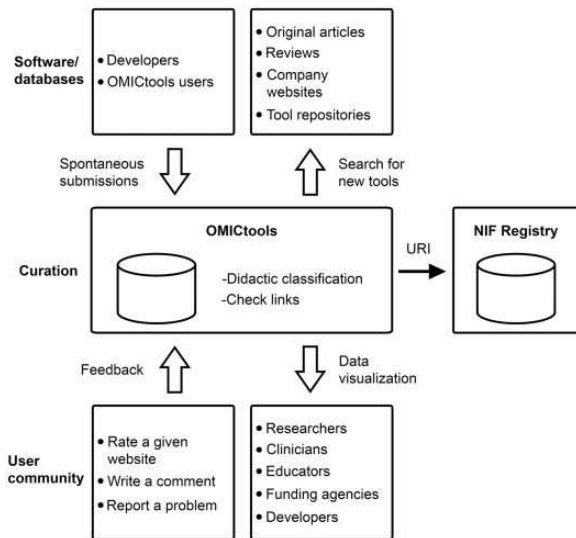 Software/
databases
• Developers
• OMICtools users
• Original articles
• Reviews
• Company
websites
• Tool repositories
Spontaneous
submissions
Search for
new tools
Curation
OMICtools
-Didactic classification
-Check links
URI
NIF Registry
Feedback
Data
visualization
User
community
• Rate a given
website
• Write a comment
• Report a problem
• Researchers
• Clinicians
• Educators
• Funding agencies
• Developers